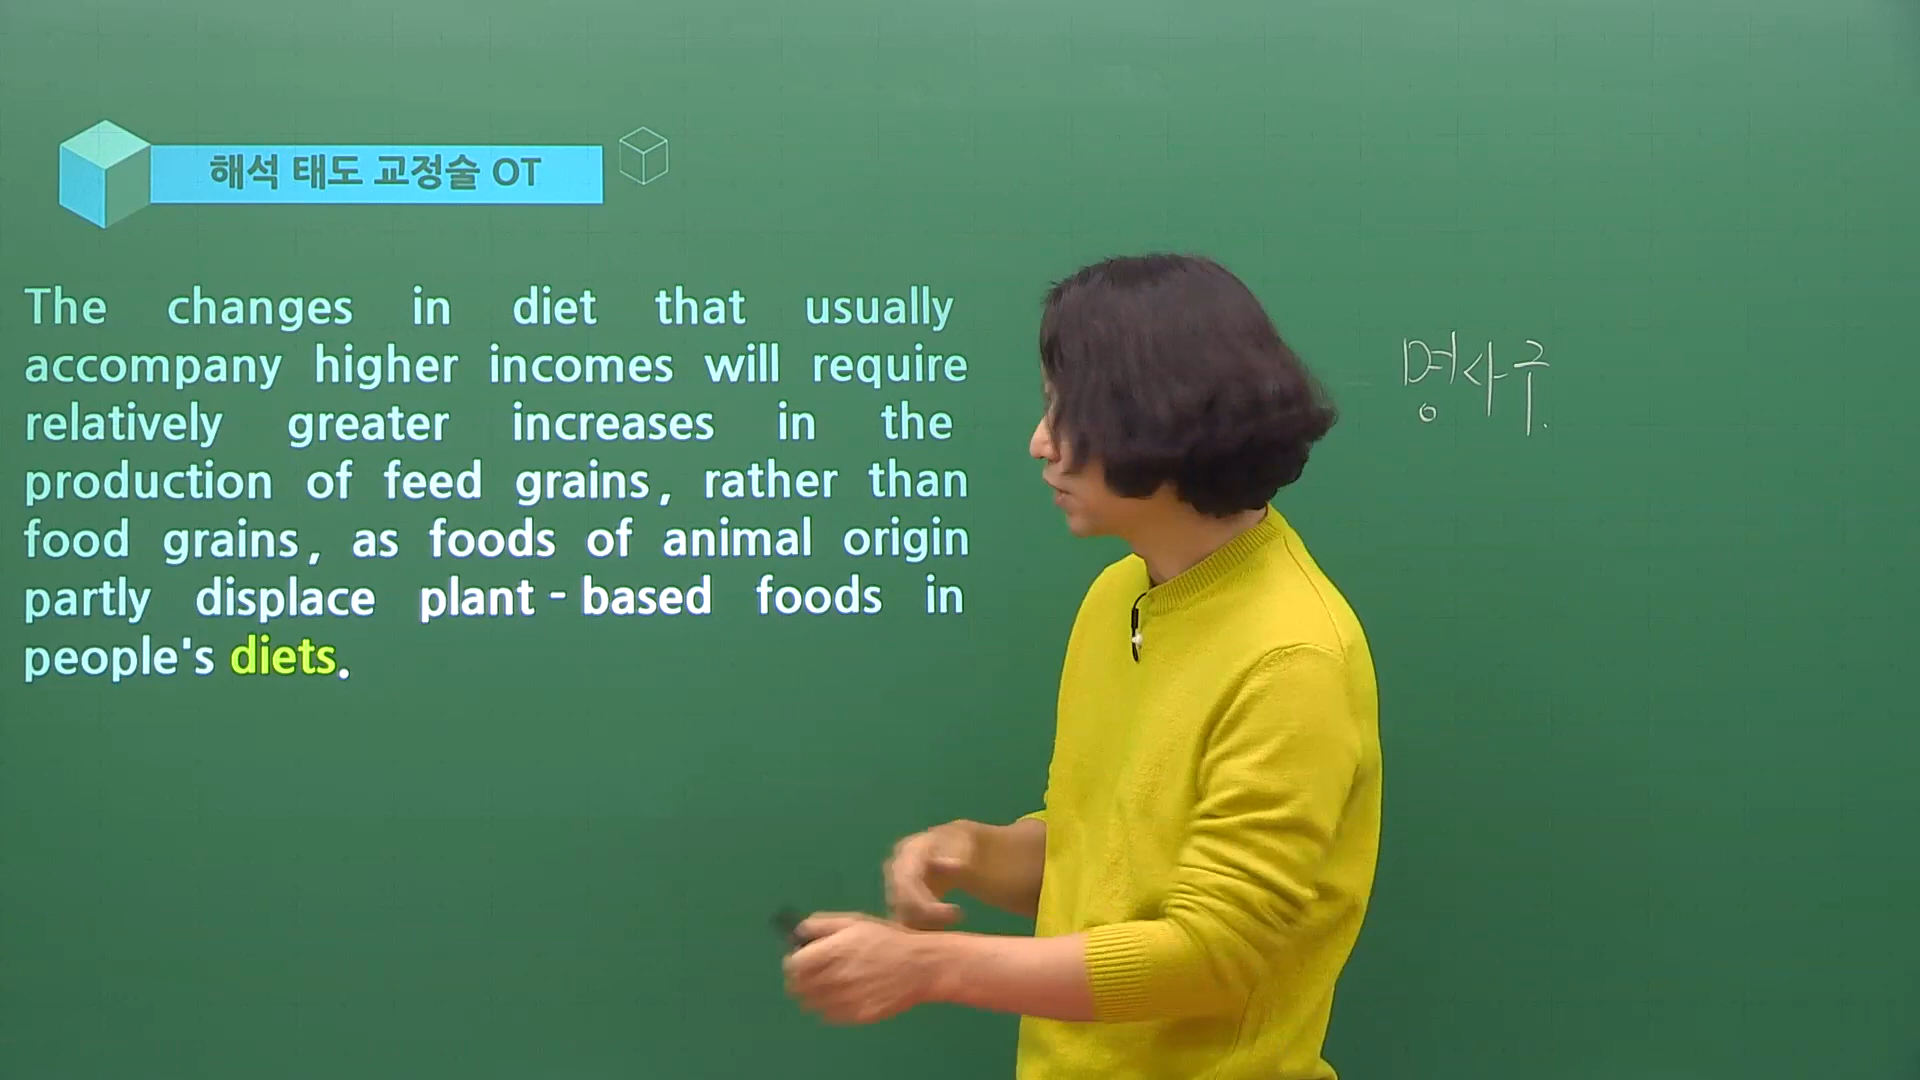 해석 태도 교정술 OT
The changes in diet that usually
accompany higher incomes will require
relatively greater increases in the
production of feed grains, rather than
food grains, as foods of animal origin
partly displace plant-based foods in
people's diets.
명사구.